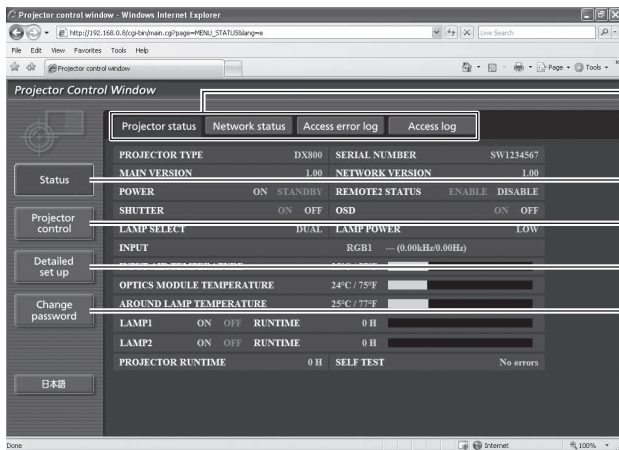 Projector control window - Windows Internet Explorer
http://192.168.0.8/cgi-bin/main.cgi?page=MENU_STATUS&lang=e
Live Search
File Edit View Favorites Tools Help
Projector control window
Page Tools
Projector Control Window
Projector status Network status Access error log Access log
PROJECTOR TYPE DX800 SERIAL NUMBER SW1234567
Status
MAIN VERSION 1.00 NETWORK VERSION 1.00
POWER ON STANDBY REMOTE2 STATUS ENABLE DISABLE
Projector control
SHUTTER ON OFF OSD ON OFF
LAMP SELECT DUAL LAMP POWER LOW
INPUT RGB1 --- (0.00kHz/0.00Hz)
Detailed set up
OPTICS MODULE TEMPERATURE 24°C / 75°F
Change password
AROUND LAMP TEMPERATURE 25°C / 77°F
LAMP1 ON OFF RUNTIME 0 H
LAMP2 ON OFF RUNTIME 0 H
PROJECTOR RUNTIME 0 H SELF TEST No errors
日本語
Done Internet 100%